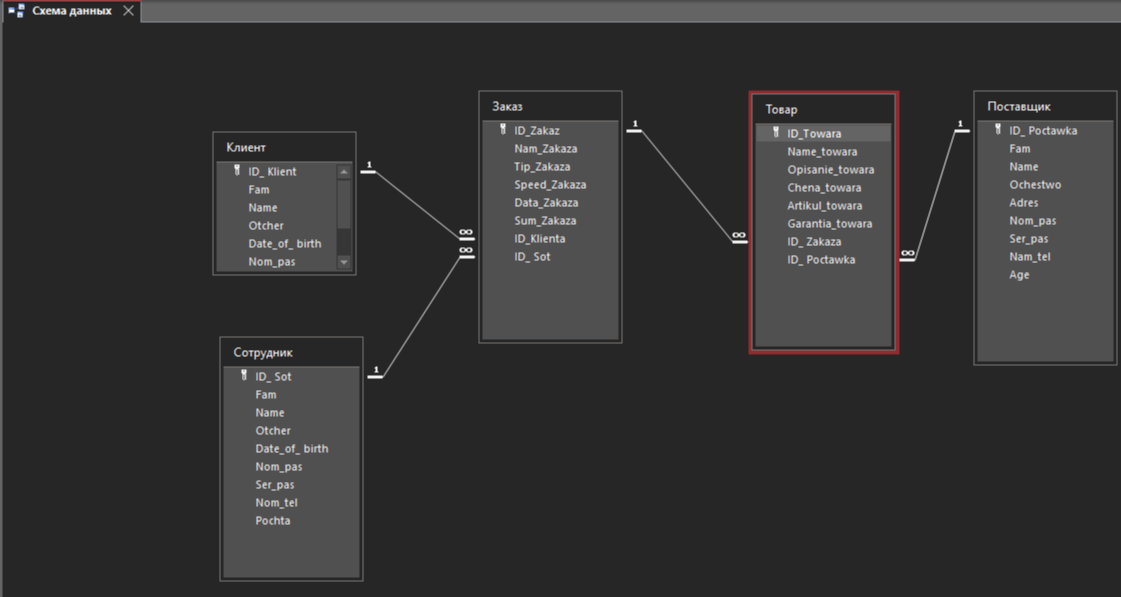 Схема данных
Клиент
ID_ Klient
Fam
Name
Otcher
Date_of_ birth
Nom_pas
1
∞
Сотрудник
ID_ Sot
Fam
Name
Otcher
Date_of_ birth
Nom_pas
Ser_pas
Nom_tel
Pochta
1
∞
Заказ
ID_Zakaz
Nam_Zakaza
Tip_Zakaza
Speed_Zakaza
Data_Zakaza
Sum_Zakaza
ID_Klienta
ID_ Sot
1
∞
Товар
ID_Towara
Name_towara
Opisanie_towara
Chena_towara
Artikul_towara
Garantia_towara
ID_ Zakaza
ID_ Poctawka
∞
1
Поставщик
ID_ Poctawka
Fam
Name
Ochestwo
Adres
Nom_pas
Ser_pas
Nam_tel
Age